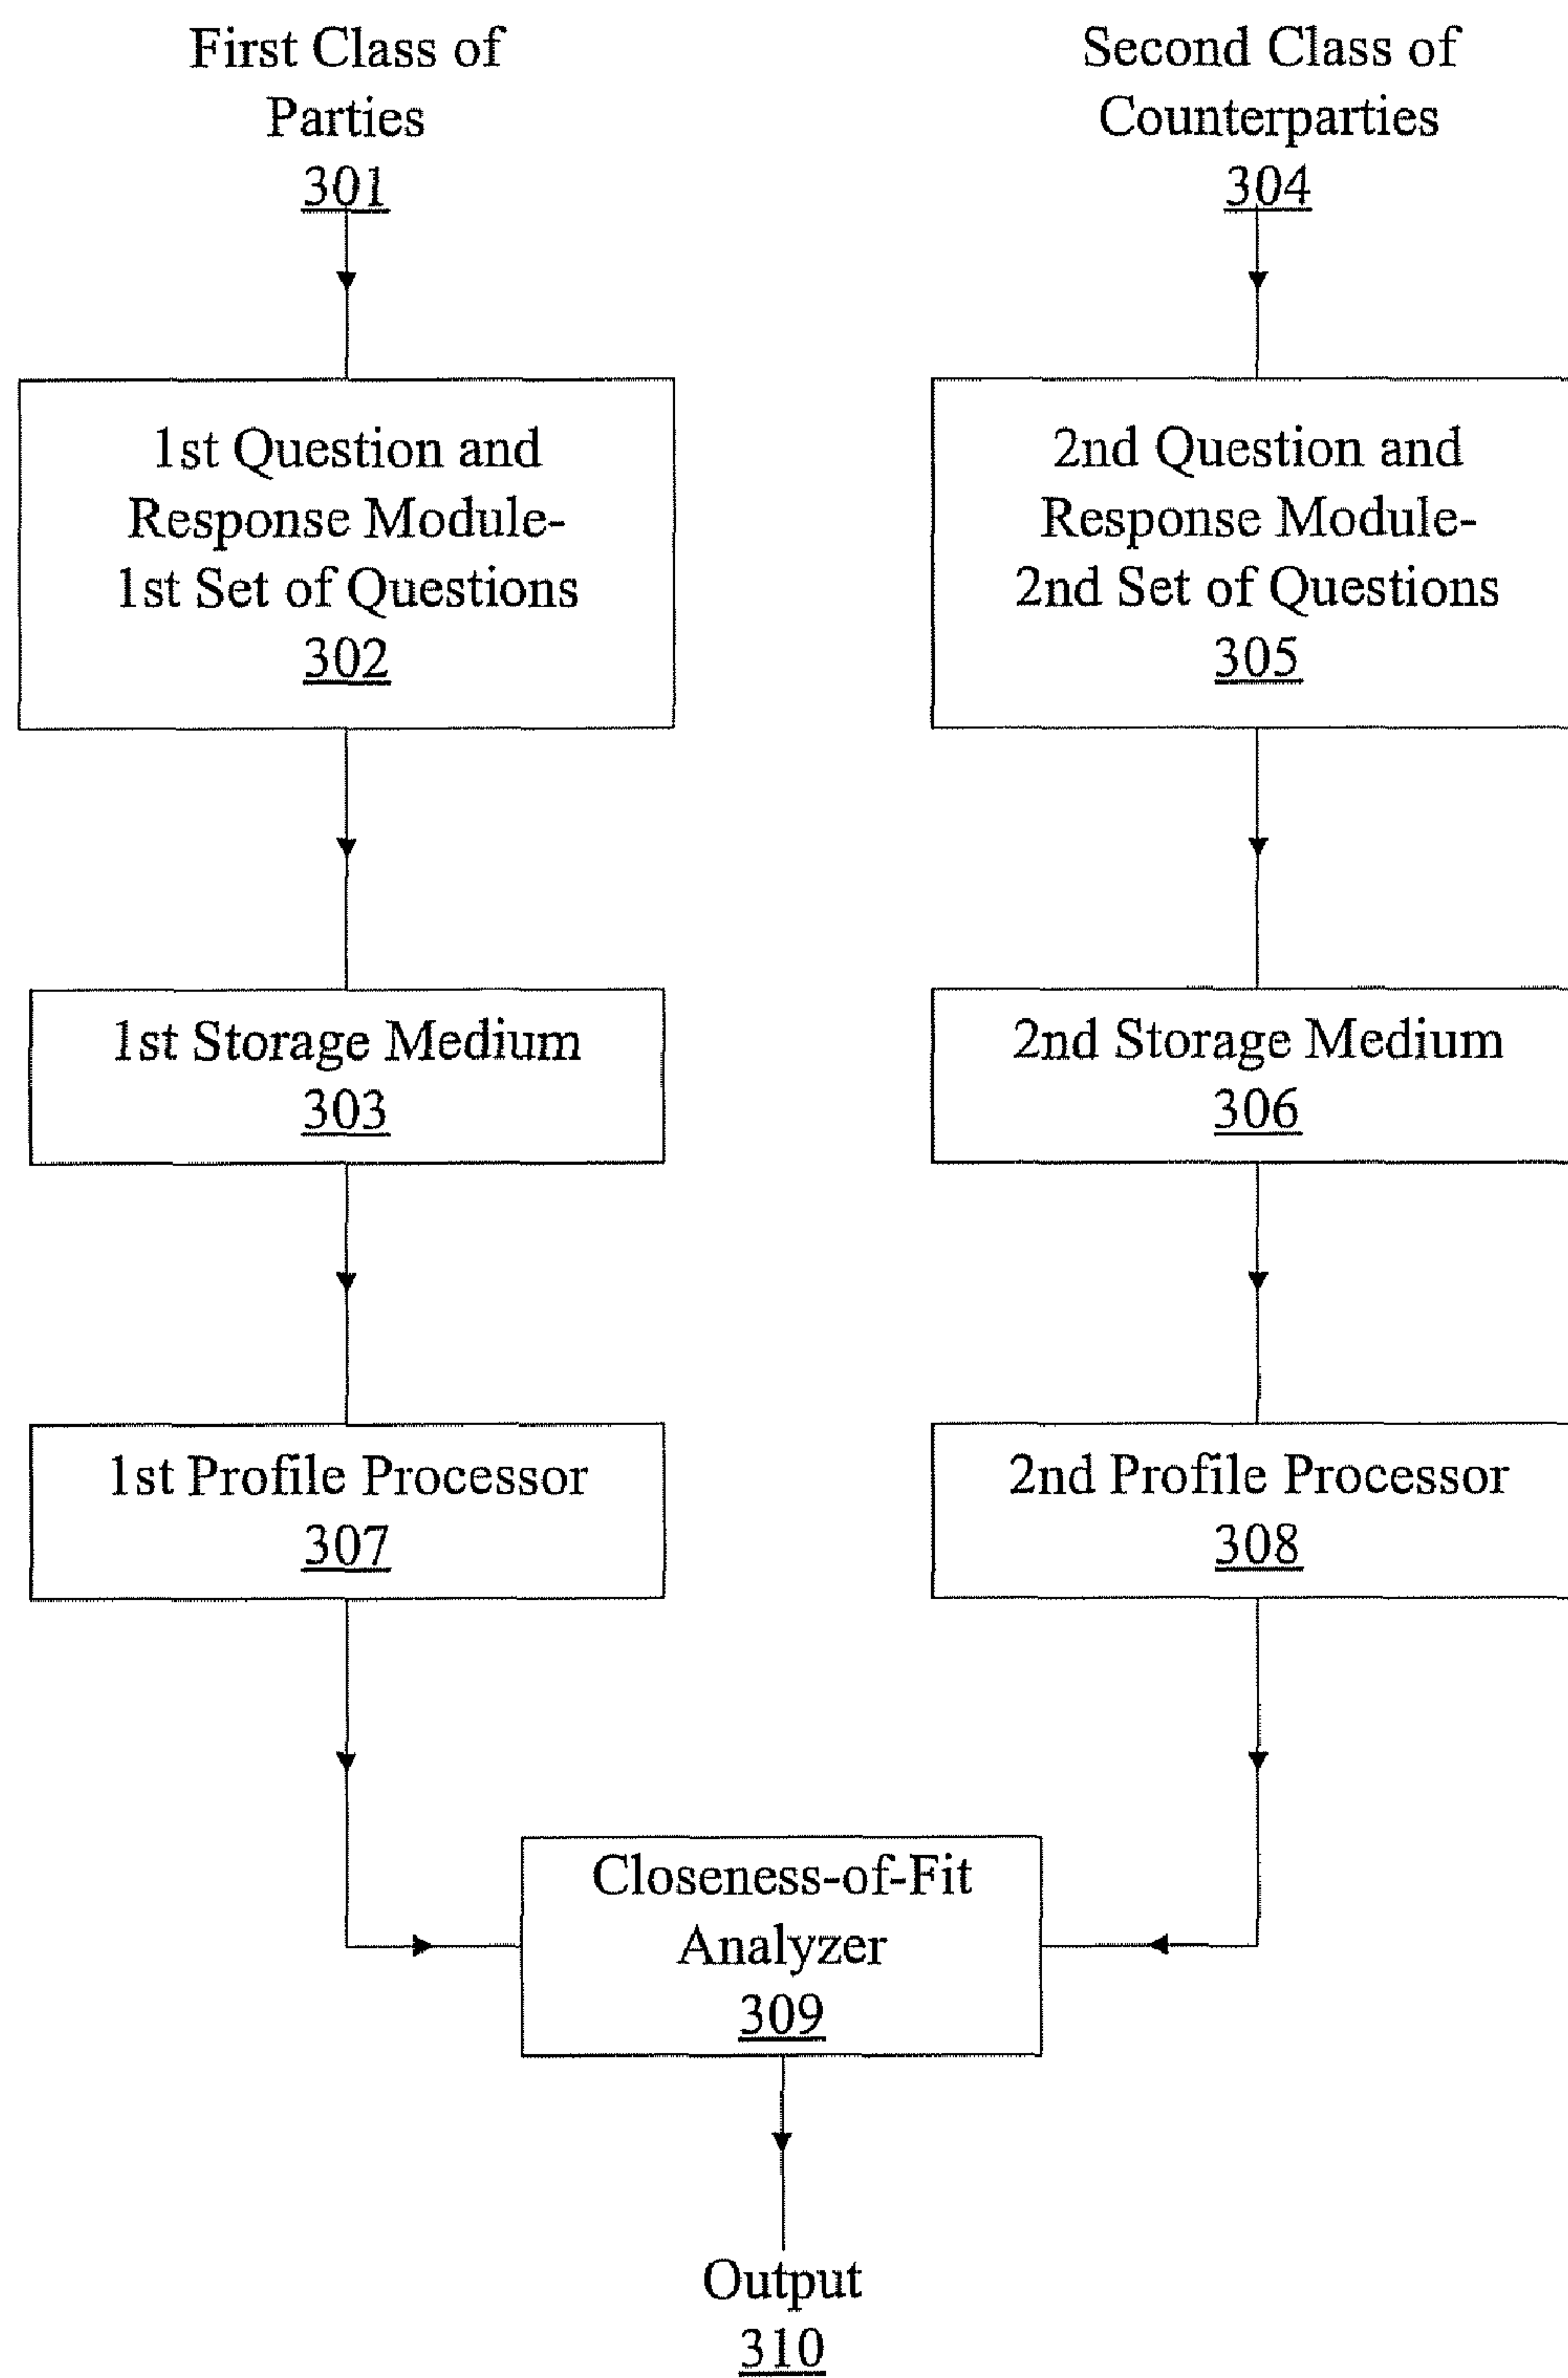 First Class of
Parties
301
Second Class of
Counterparties
304
1st Question and
Response Module-
1st Set of Questions
302
2nd Question and
Response Module-
2nd Set of Questions
305
1st Storage Medium
303
2nd Storage Medium
306
1st Profile Processor
307
2nd Profile Processor
308
Closeness-of-Fit
Analyzer
309
Output
310